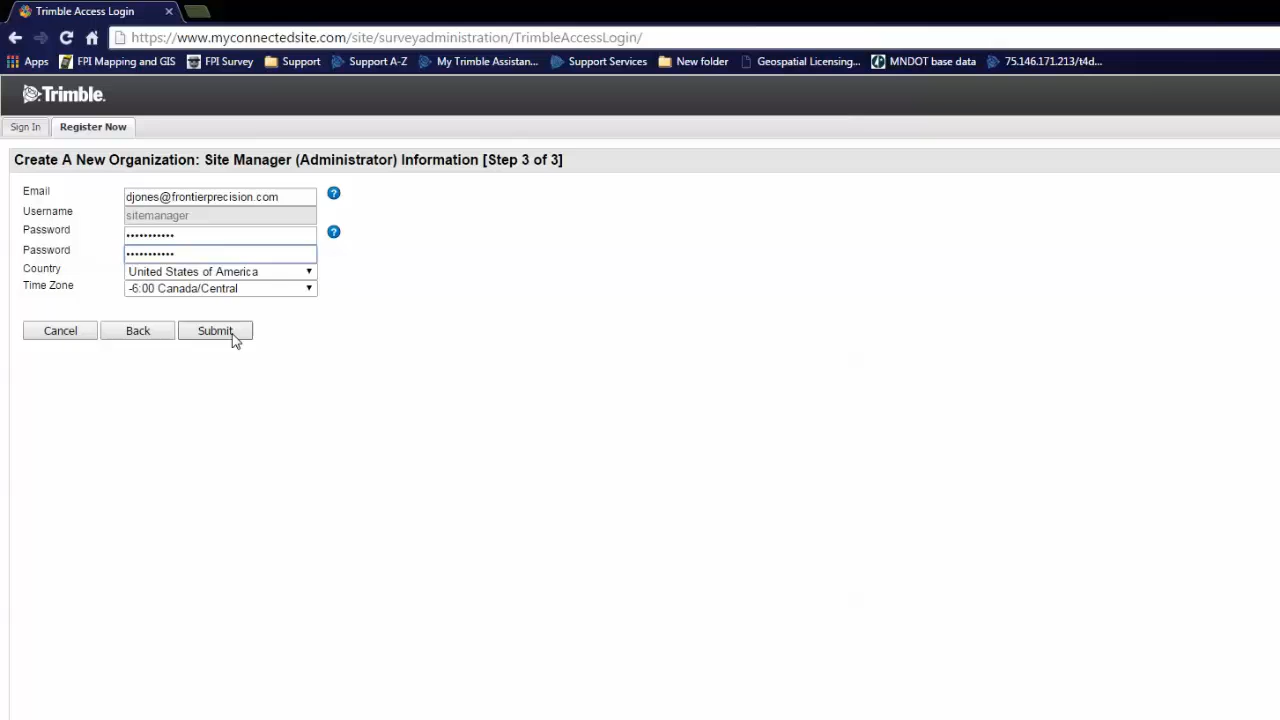 Trimble Access Login
https://www.myconnectedsite.com/site/surveyadministration/TrimbleAccessLogin/
Apps FPI Mapping and GIS FPI Survey Support Support A-Z My Trimble Assistan... Support Services New folder Geospatial Licensing... MNDOT base data 75.146.171.213/t4d...
Trimble.
Sign In Register Now
Create A New Organization: Site Manager (Administrator) Information [Step 3 of 3]
Email djones@frontierprecision.com ?
Username sitemanager
Password ••••••••••• ?
Password •••••••••••
Country United States of America
Time Zone -6:00 Canada/Central
Cancel Back Submit